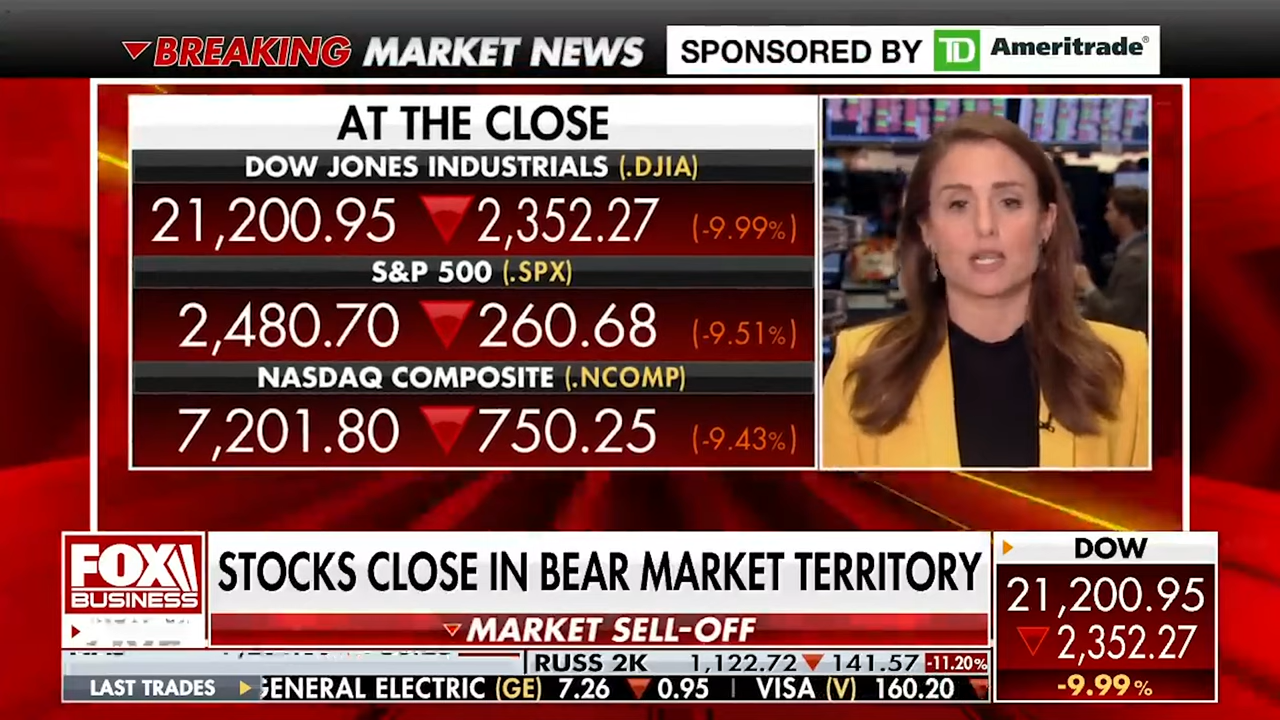 BREAKING MARKET NEWS
SPONSORED BY TD Ameritrade®
AT THE CLOSE
DOW JONES INDUSTRIALS (.DJIA)
21,200.95 ▼2,352.27 (-9.99%)
S&P 500 (.SPX)
2,480.70 ▼260.68 (-9.51%)
NASDAQ COMPOSITE (.NCOMP)
7,201.80 ▼750.25 (-9.43%)
FOX BUSINESS
STOCKS CLOSE IN BEAR MARKET TERRITORY
MARKET SELL-OFF
DOW
21,200.95
▼2,352.27
-9.99%
RUSS 2K 1,122.72▼141.57 -11.20%
LAST TRADES GENERAL ELECTRIC (GE) 7.26 ▼0.95 | VISA (V) 160.20 ▼